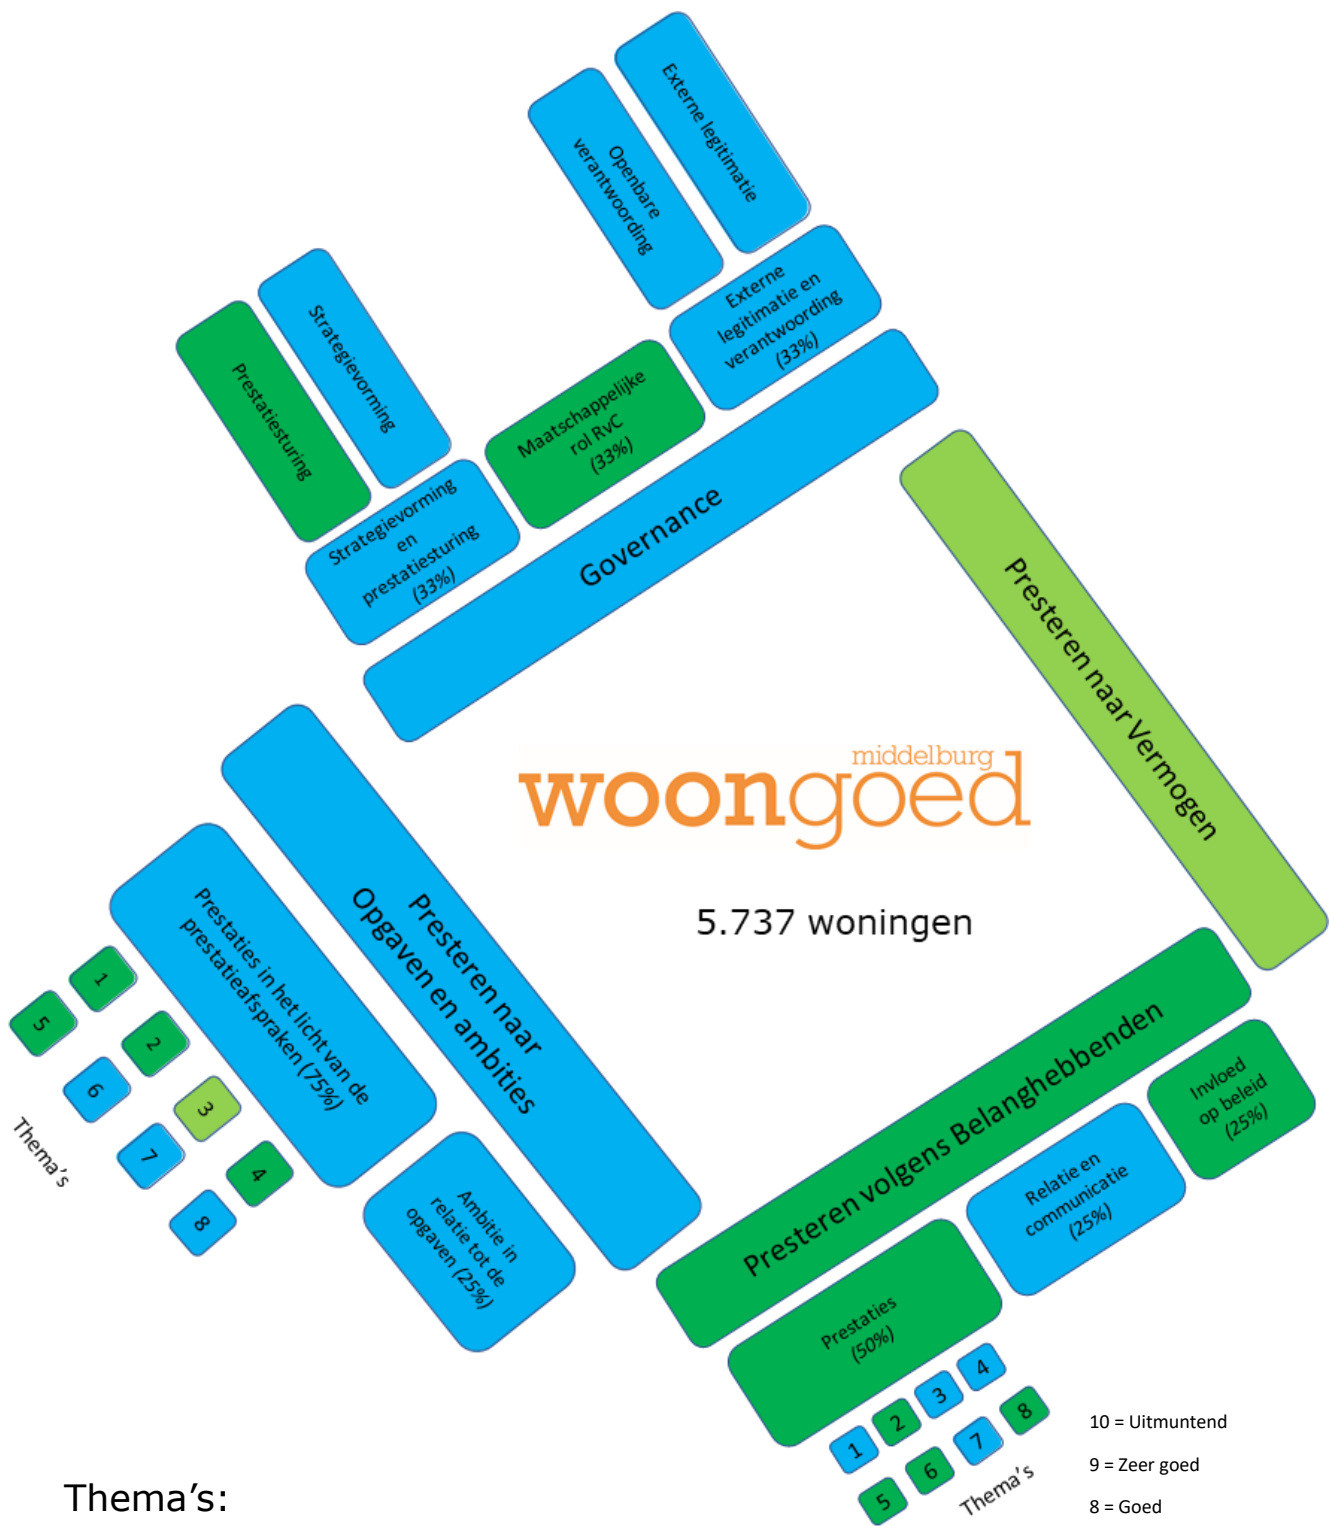 Externe legitimatie
Openbare
verantwoording
Externe
legitimatie en
verantwoording
(33%)
Strategievorming
Prestatiesturing
Maatschappelijke
rol RvC
(33%)
Strategievorming
en
prestatiesturing
(33%)
Governance
Presteren naar Vermogen
middelburg
woongoed
5.737 woningen
Presteren naar
Opgaven en ambities
Prestaties in het licht van de
prestatieafspraken (75%)
Ambitie in
relatie tot de
opgaven (25%)
1
2
3
4
5
6
7
8
Thema's
Presteren volgens Belanghebbenden
Invloed
op beleid
(25%)
Relatie en
communicatie
(25%)
Prestaties
(50%)
1
2
3
4
5
6
7
8
Thema's
10 = Uitmuntend
9 = Zeer goed
8 = Goed
Thema's: